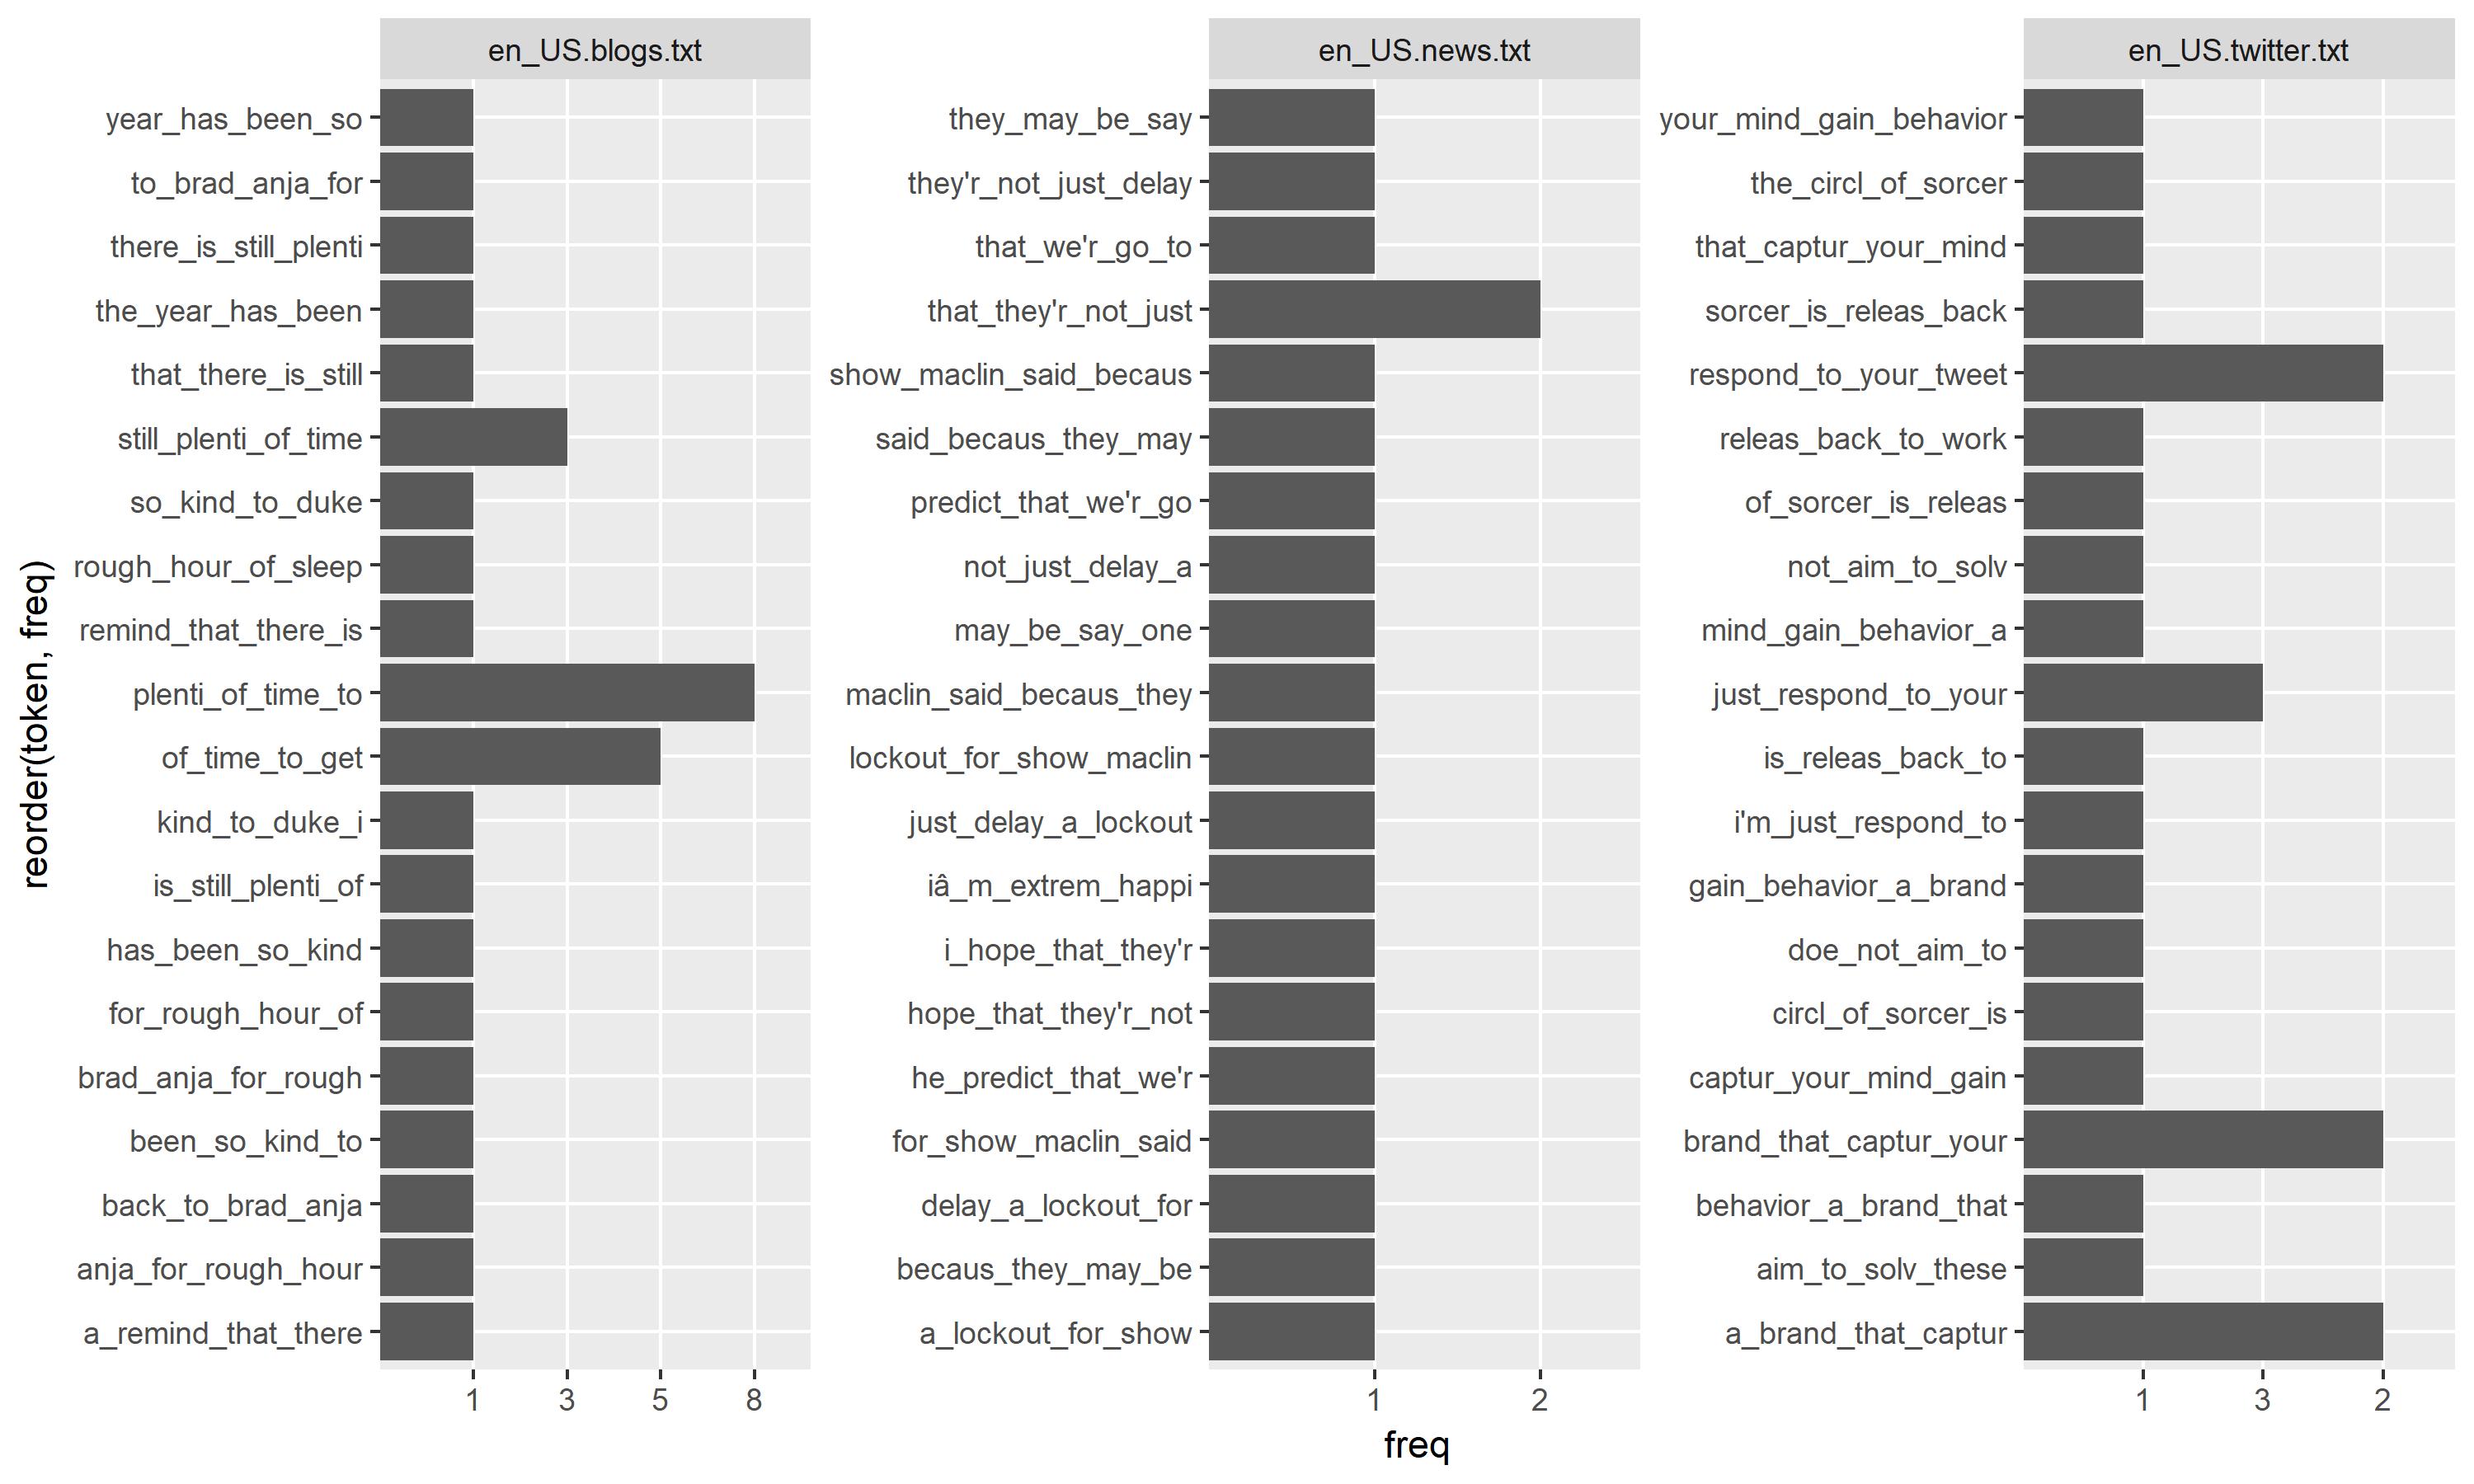 en_US.blogs.txt
year_has_been_so
to_brad_anja_for
there_is_still_plenti
the_year_has_been
that_there_is_still
still_plenti_of_time
so_kind_to_duke
rough_hour_of_sleep
remind_that_there_is
plenti_of_time_to
of_time_to_get
kind_to_duke_i
is_still_plenti_of
has_been_so_kind
for_rough_hour_of
brad_anja_for_rough
been_so_kind_to
back_to_brad_anja
anja_for_rough_hour
a_remind_that_there
1 3 5 8
en_US.news.txt
they_may_be_say
they'r_not_just_delay
that_we'r_go_to
that_they'r_not_just
show_maclin_said_becaus
said_becaus_they_may
predict_that_we'r_go
not_just_delay_a
may_be_say_one
maclin_said_becaus_they
lockout_for_show_maclin
just_delay_a_lockout
iâ_m_extrem_happi
i_hope_that_they'r
hope_that_they'r_not
he_predict_that_we'r
for_show_maclin_said
delay_a_lockout_for
becaus_they_may_be
a_lockout_for_show
1 2
en_US.twitter.txt
your_mind_gain_behavior
the_circl_of_sorcer
that_captur_your_mind
sorcer_is_releas_back
respond_to_your_tweet
releas_back_to_work
of_sorcer_is_releas
not_aim_to_solv
mind_gain_behavior_a
just_respond_to_your
is_releas_back_to
i'm_just_respond_to
gain_behavior_a_brand
doe_not_aim_to
circl_of_sorcer_is
captur_your_mind_gain
brand_that_captur_your
behavior_a_brand_that
aim_to_solv_these
a_brand_that_captur
1 3 2
reorder(token, freq)
freq